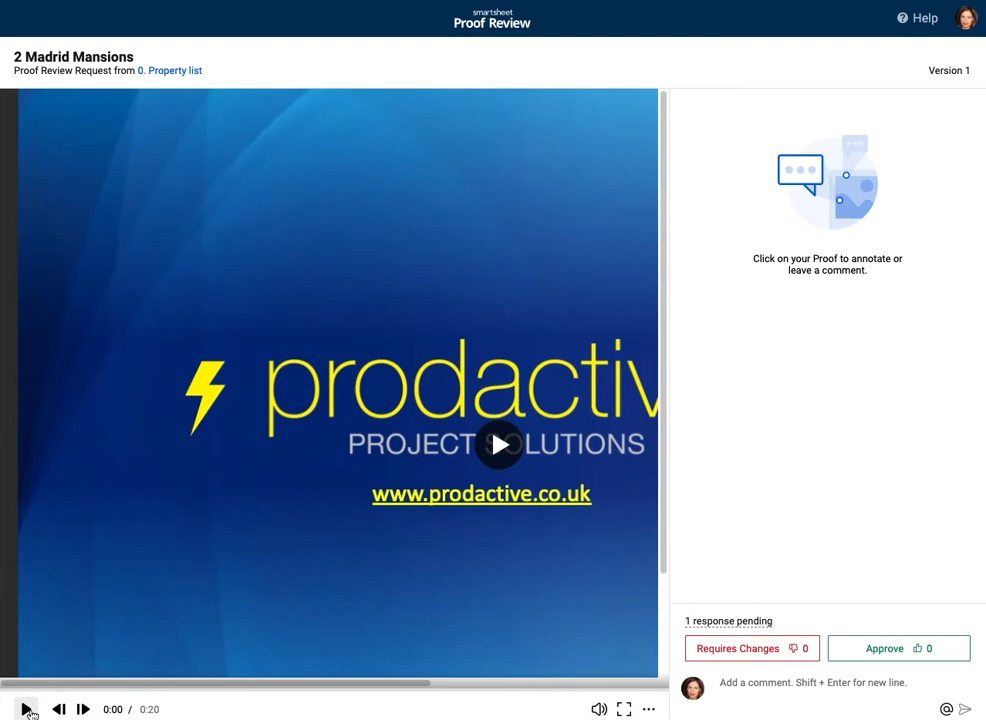 smartsheet
Proof Review
Help
2 Madrid Mansions
Proof Review Request from 0. Property list
Version 1
prodactiv
PROJECT SOLUTIONS
www.prodactive.co.uk
Click on your Proof to annotate or
leave a comment.
1 response pending
Requires Changes 0
Approve 0
Add a comment. Shift + Enter for new line.
0:00 / 0:20
@